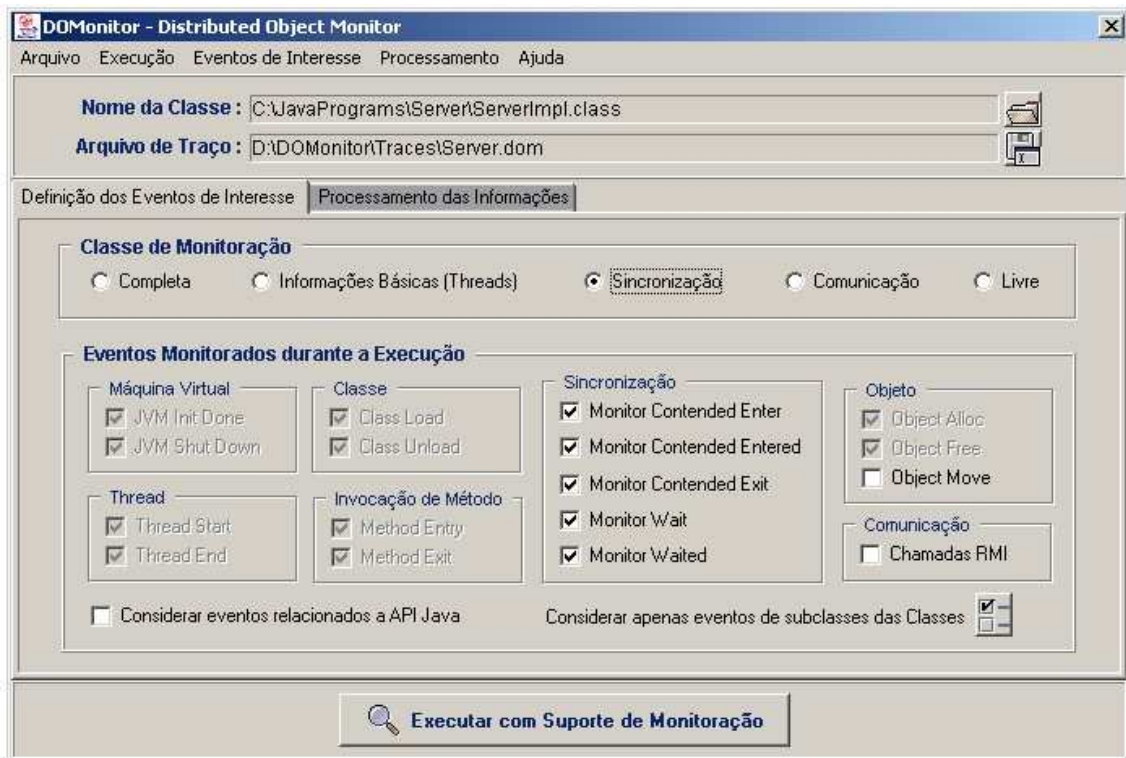 DOMonitor - Distributed Object Monitor
Arquivo Execução Eventos de Interesse Processamento Ajuda
Nome da Classe : C:\JavaPrograms\Server\ServerImpl.class
Arquivo de Traço : D:\DOMonitor\Traces\Server.dom
Definição dos Eventos de Interesse Processamento das Informações
Classe de Monitoração
Completa Informações Básicas (Threads) Sincronização Comunicação Livre
Eventos Monitorados durante a Execução
Máquina Virtual
JVM Init Done
JVM Shut Down
Classe
Class Load
Class Unload
Sincronização
Monitor Contended Enter
Monitor Contended Entered
Monitor Contended Exit
Monitor Wait
Monitor Waited
Objeto
Object Alloc
Object Free
Object Move
Thread
Thread Start
Thread End
Invocação de Método
Method Entry
Method Exit
Comunicação
Chamadas RMI
Considerar eventos relacionados a API Java
Considerar apenas eventos de subclasses das Classes
Executar com Suporte de Monitoração